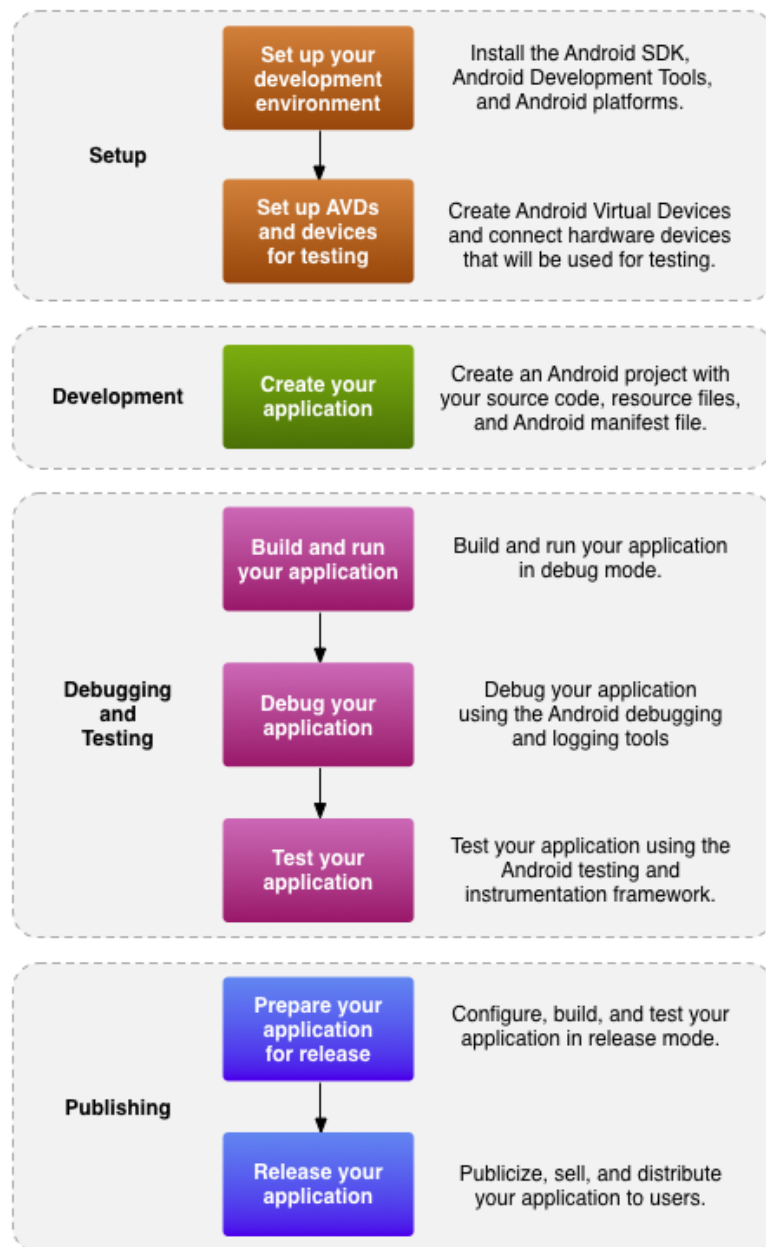 Setup
Set up your
development
environment
Install the Android SDK,
Android Development Tools,
and Android platforms.
Set up AVDs
and devices
for testing
Create Android Virtual Devices
and connect hardware devices
that will be used for testing.
Development
Create your
application
Create an Android project with
your source code, resource files,
and Android manifest file.
Debugging
and
Testing
Build and run
your application
Build and run your application
in debug mode.
Debug your
application
Debug your application
using the Android debugging
and logging tools
Test your
application
Test your application using the
Android testing and
instrumentation framework.
Publishing
Prepare your
application
for release
Configure, build, and test your
application in release mode.
Release your
application
Publicize, sell, and distribute
your application to users.